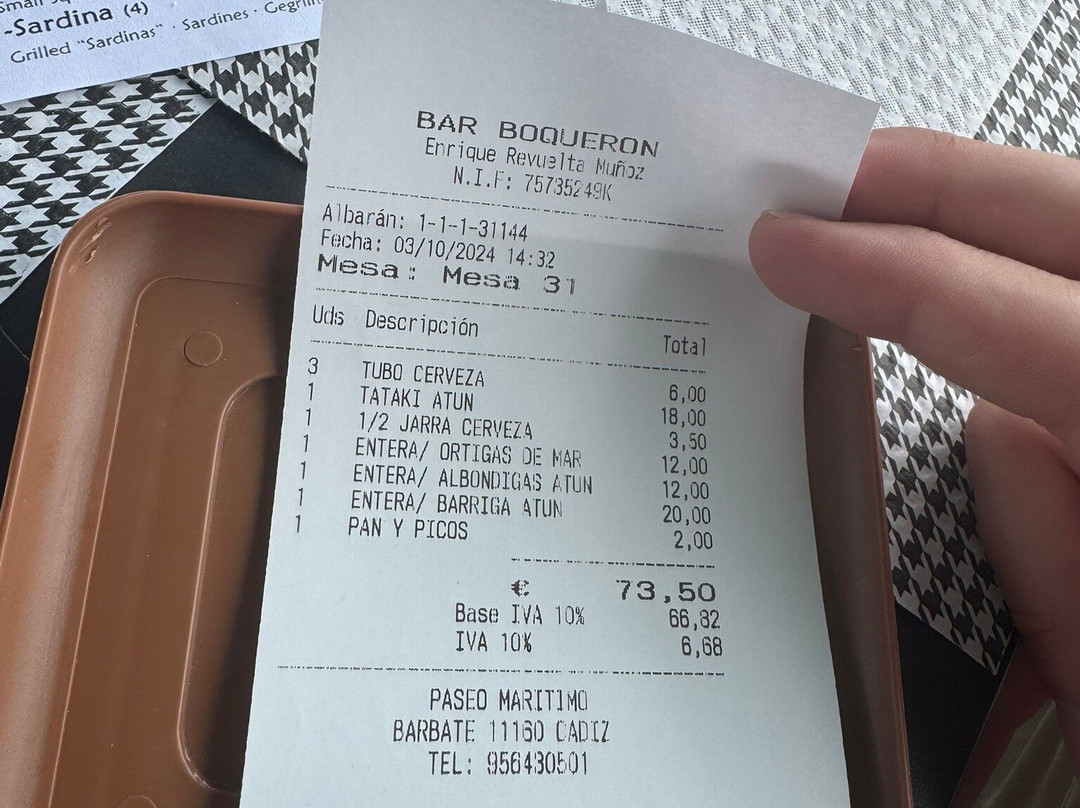 -Sardina (4)
Grilled "Sardinas" · Sardines ·
BAR BOQUERON
Enrique Revuelta Muñoz
N.I.F: 75735249K
Albarán: 1-1-1-31144
Fecha: 03/10/2024 14:32
Mesa: Mesa 31
Uds Descripción Total
3 TUBO CERVEZA 6,00
1 TATAKI ATUN 18,00
1 1/2 JARRA CERVEZA 3,50
1 ENTERA/ ORTIGAS DE MAR 12,00
1 ENTERA/ ALBONDIGAS ATUN 12,00
1 ENTERA/ BARRIGA ATUN 20,00
1 PAN Y PICOS 2,00
€ 73,50
Base IVA 10% 66,82
IVA 10% 6,68
PASEO MARITIMO
BARBATE 11160 CADIZ
TEL: 956430501